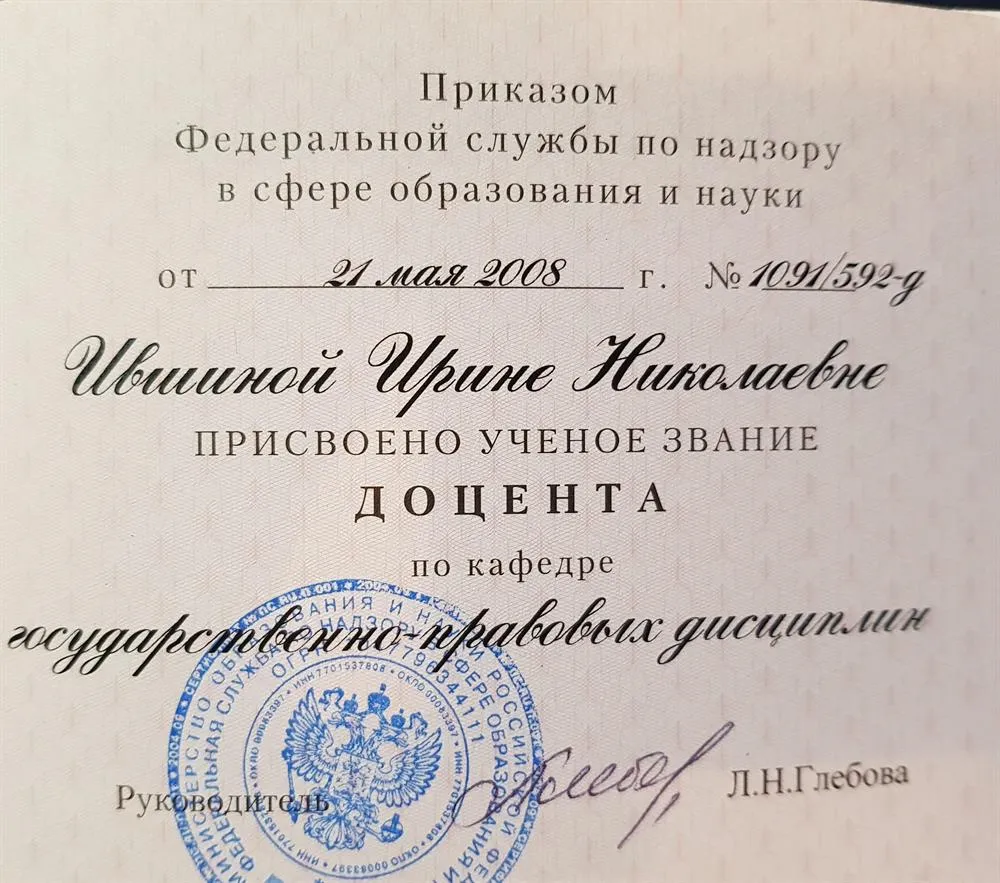 Приказом
Федеральной службы по надзору
в сфере образования и науки
от 21 мая 2008 г. № 1091/592-д
Ившиной Ирине Николаевне
ПРИСВОЕНО УЧЕНОЕ ЗВАНИЕ
ДОЦЕНТА
по кафедре
государственно-правовых дисциплин
Руководитель
Л.Н.Глебова